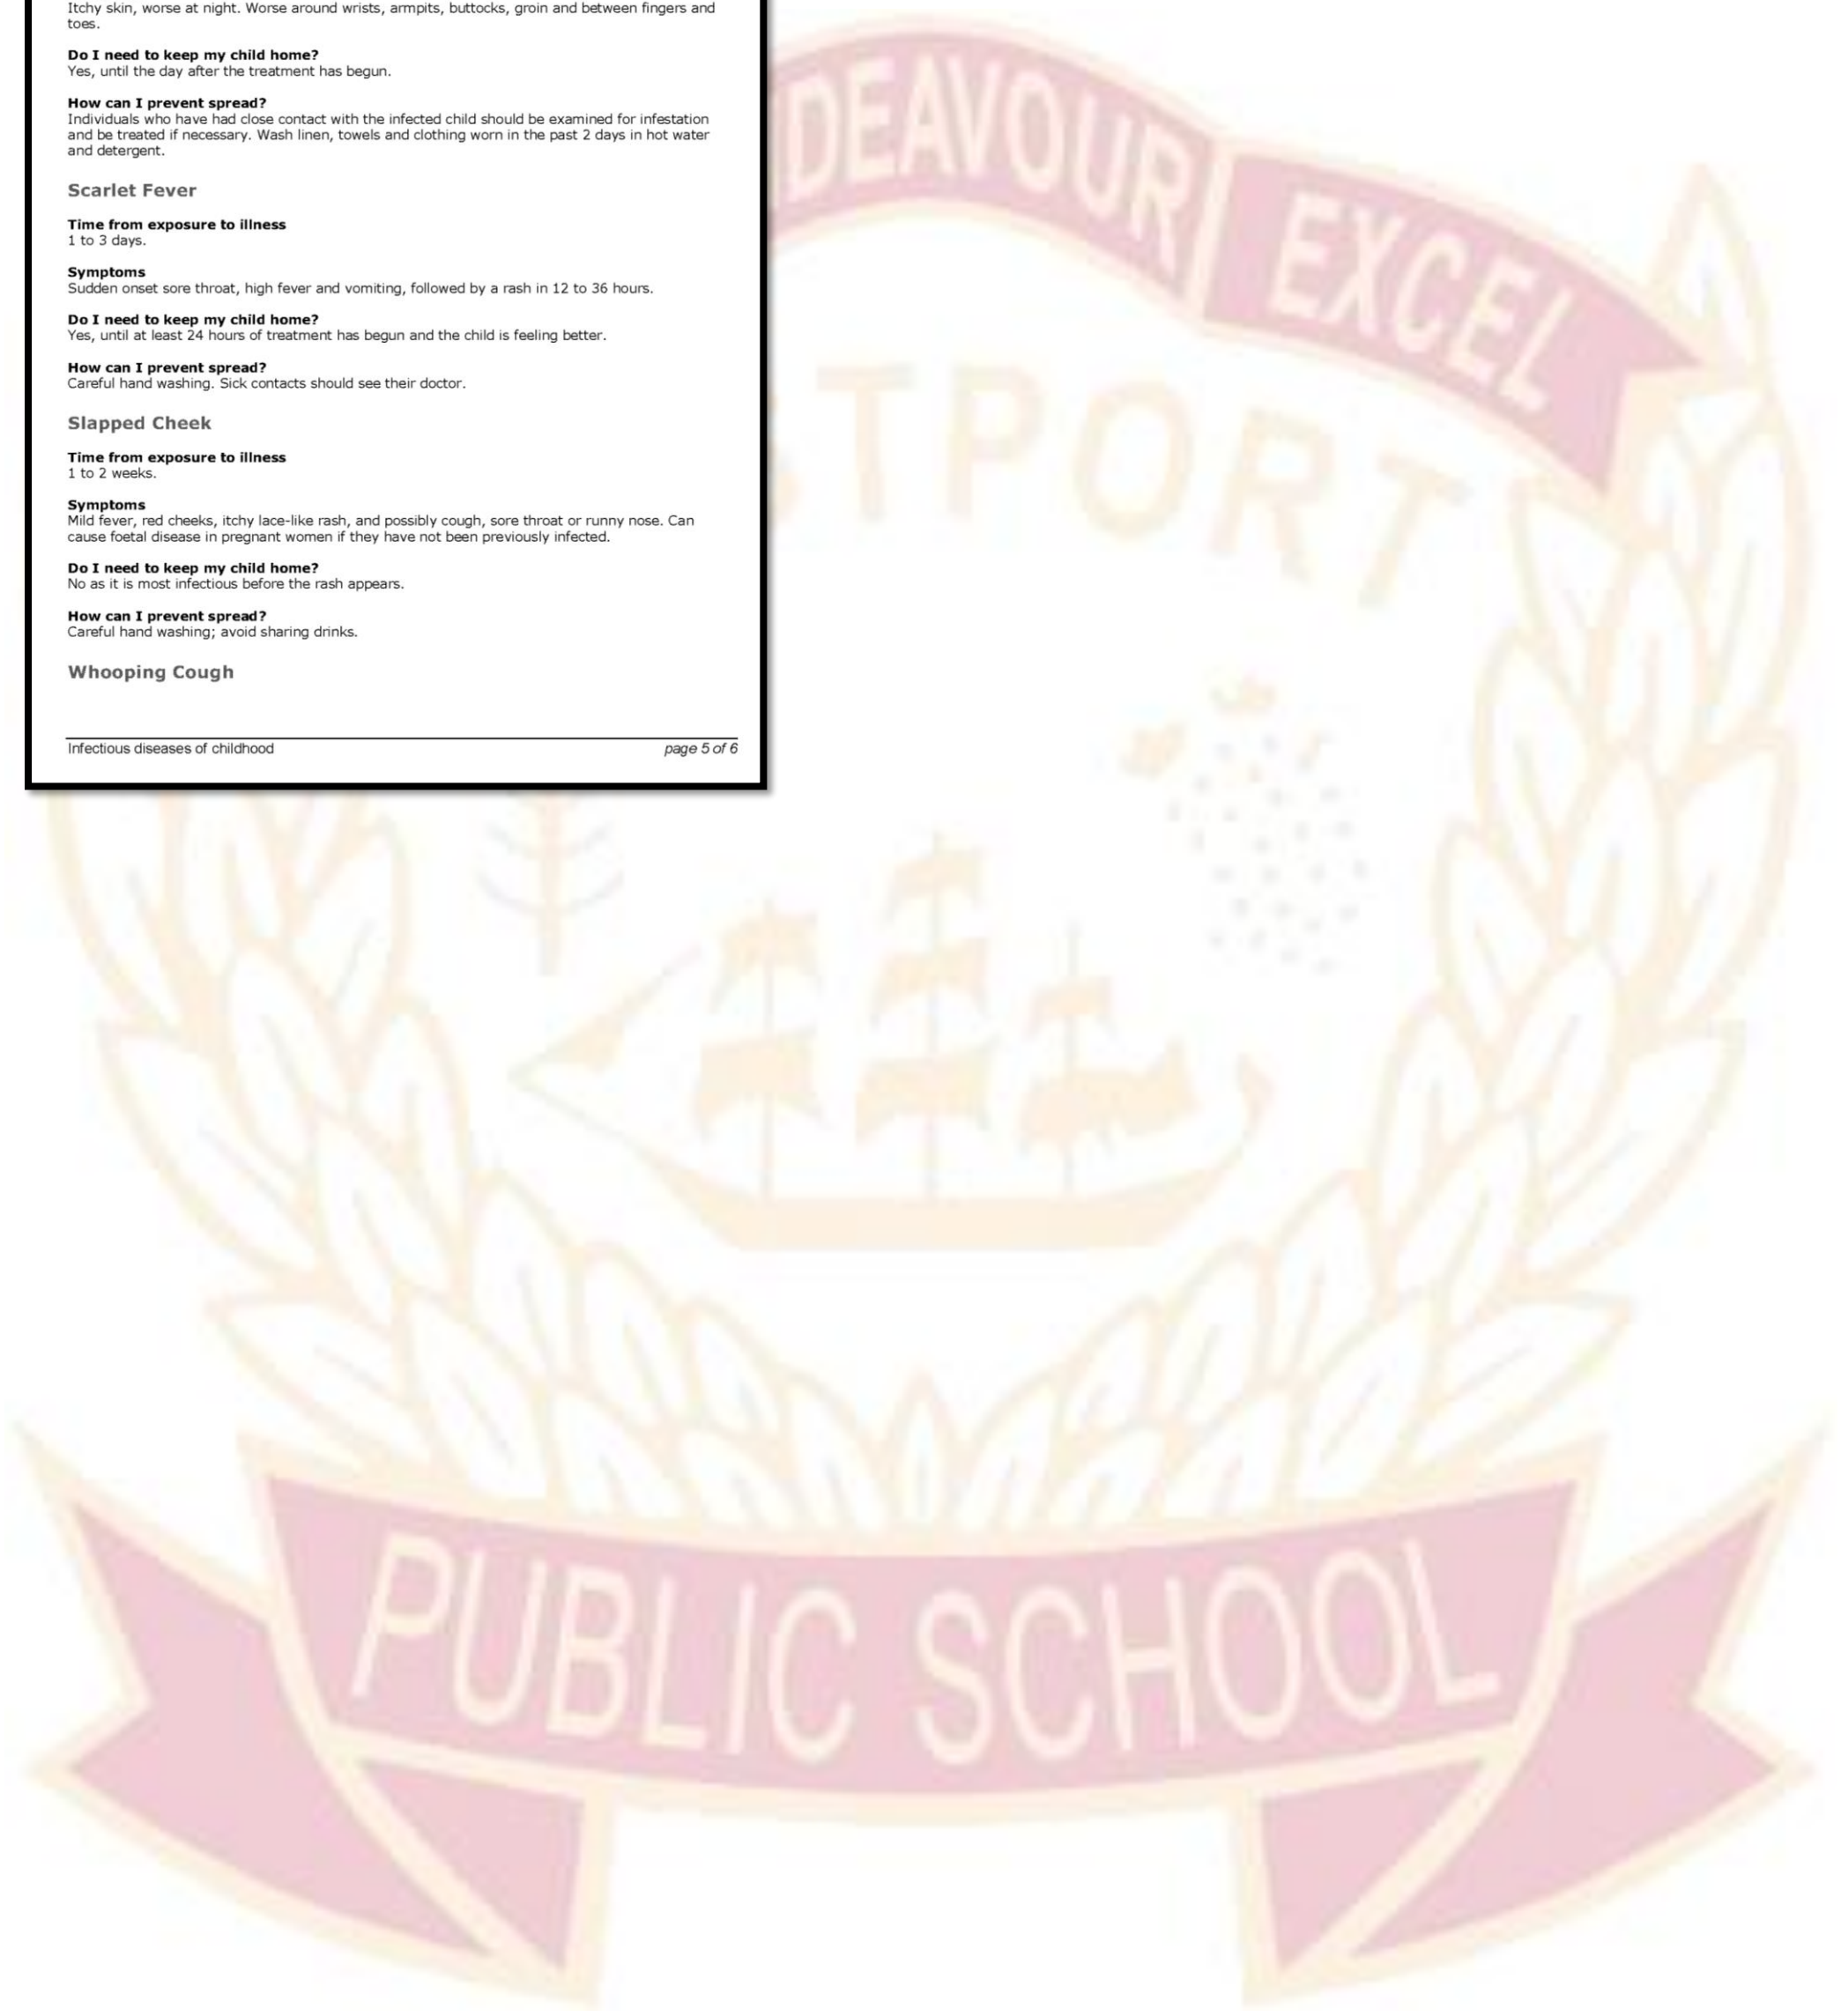 Itchy skin, worse at night. Worse around wrists, armpits, buttocks, groin and between fingers and
toes.
Do I need to keep my child home?
Yes, until the day after the treatment has begun.
How can I prevent spread?
Individuals who have had close contact with the infected child should be examined for infestation
and be treated if necessary. Wash linen, towels and clothing worn in the past 2 days in hot water
and detergent.
Scarlet Fever
Time from exposure to illness
1 to 3 days.
Symptoms
Sudden onset sore throat, high fever and vomiting, followed by a rash in 12 to 36 hours.
Do I need to keep my child home?
Yes, until at least 24 hours of treatment has begun and the child is feeling better.
How can I prevent spread?
Careful hand washing. Sick contacts should see their doctor.
Slapped Cheek
Time from exposure to illness
1 to 2 weeks.
Symptoms
Mild fever, red cheeks, itchy lace-like rash, and possibly cough, sore throat or runny nose. Can
cause foetal disease in pregnant women if they have not been previously infected.
Do I need to keep my child home?
No as it is most infectious before the rash appears.
How can I prevent spread?
Careful hand washing; avoid sharing drinks.
Whooping Cough
Infectious diseases of childhood page 5 of 6
DEAVOUR EXCEL
TPORT
PUBLIC SCHOOL